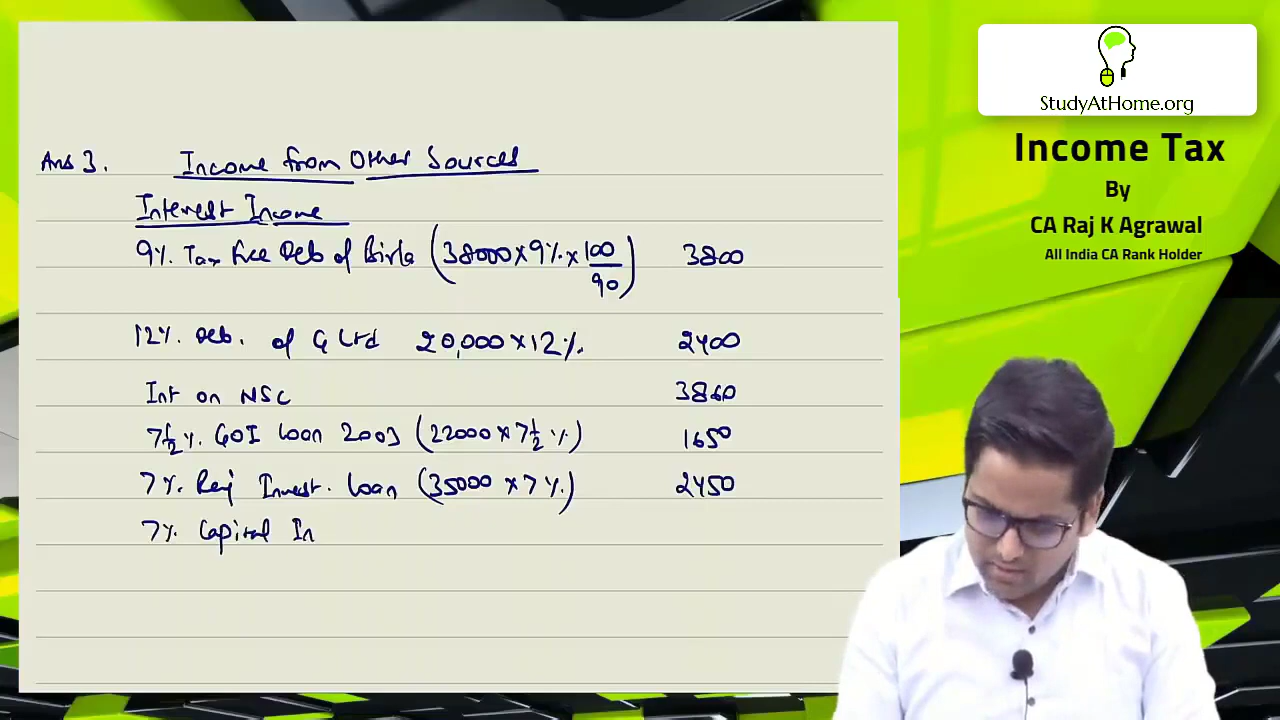 Ans 3. Income from Other Sources
Interest Income
9%. Tax free Deb of Birla (38000 × 9% × 100/90) 3800
12%. Deb. of G Ltd 20,000 × 12%. 2400
Int on NSC 3860
7½%. GOI Loan 2003 (22000 × 7½%) 1650
7%. Raj Invest. Loan (35000 × 7%.) 2450
7%. Capital In
StudyAtHome.org
Income Tax
By
CA Raj K Agrawal
All India CA Rank Holder